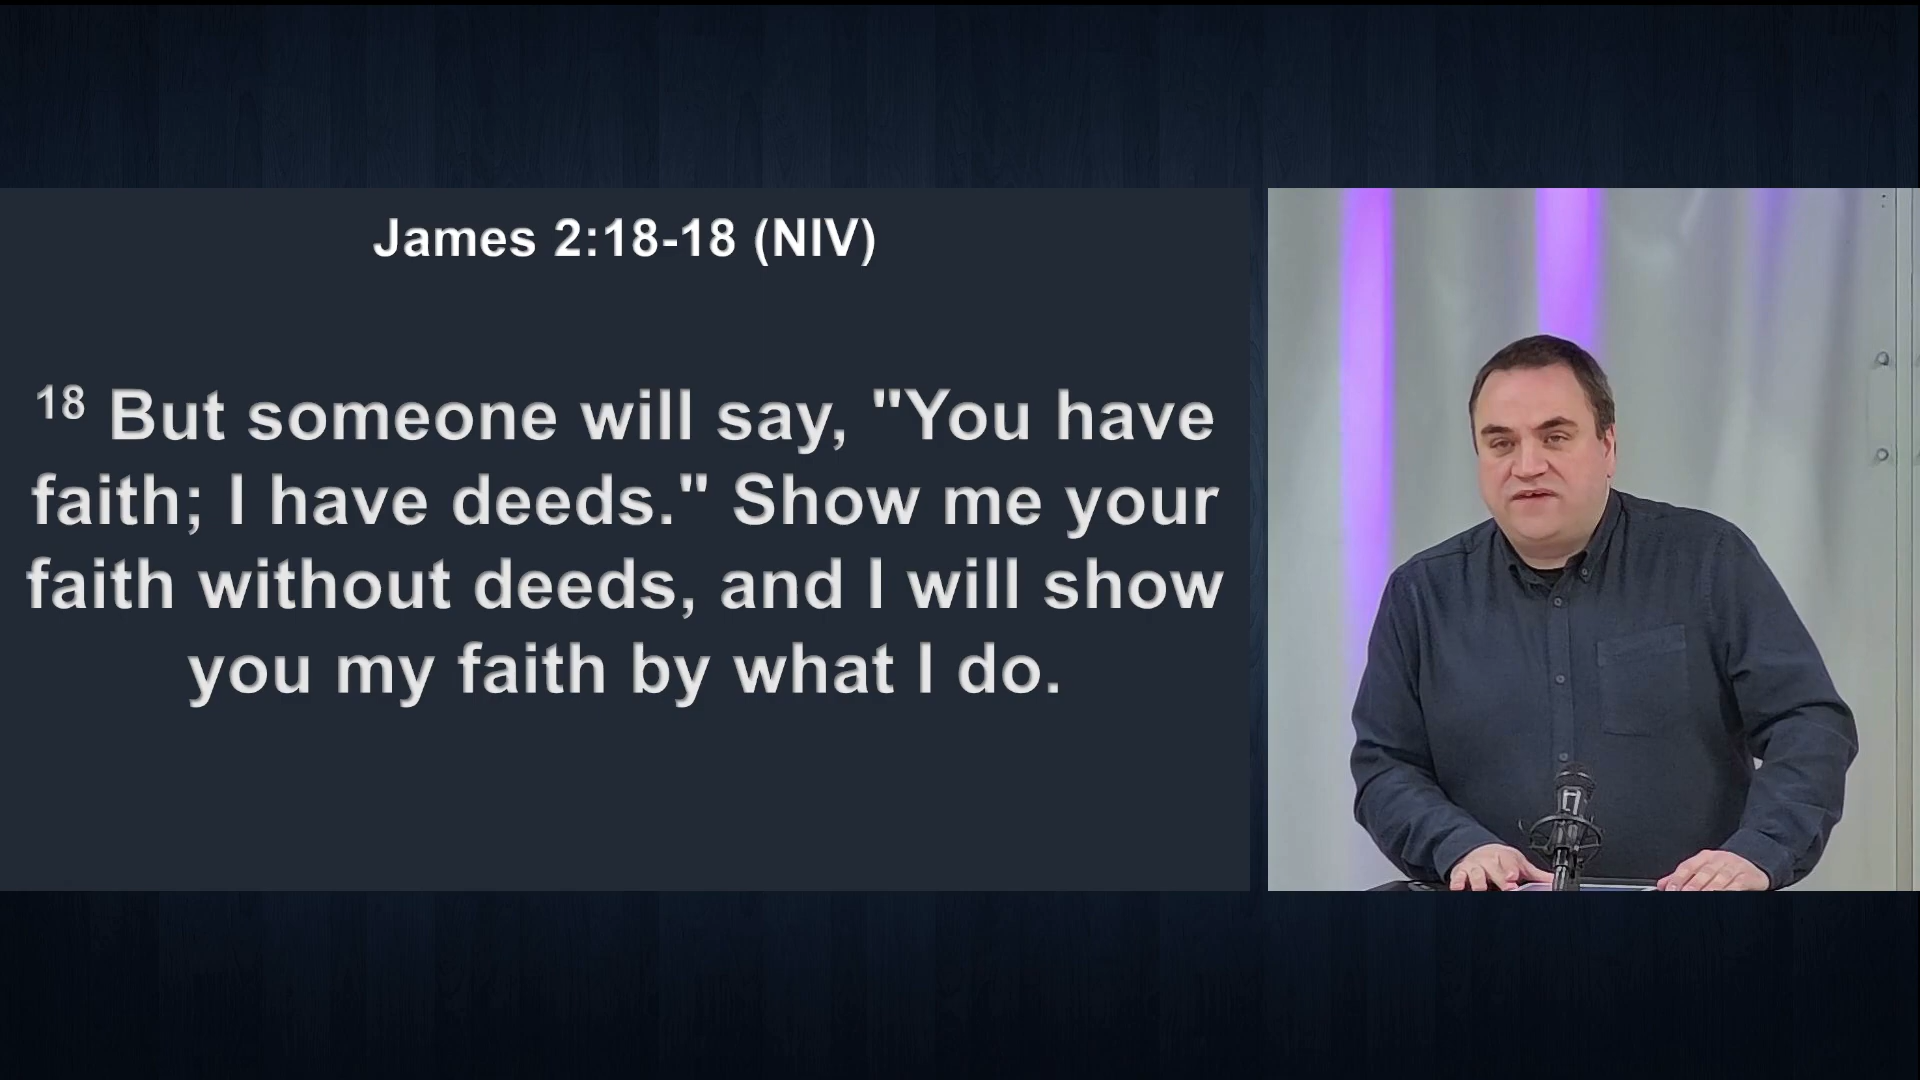 James 2:18-18 (NIV)
18 But someone will say, "You have
faith; I have deeds." Show me your
faith without deeds, and I will show
you my faith by what I do.